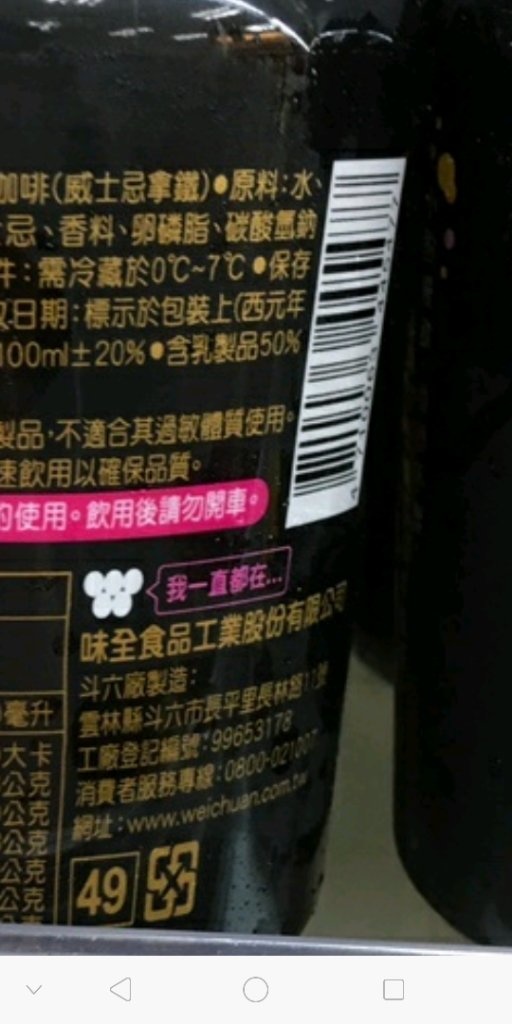 咖啡(威士忌拿鐵)●原料:水、
忌、香料、卵磷脂、碳酸氫鈉
件:需冷藏於0℃~7℃●保存
效日期:標示於包裝上(西元年
100ml±20%●含乳製品50%
製品,不適合其過敏體質使用。
速飲用以確保品質。
的使用。飲用後請勿開車。
我一直都在...
味全食品工業股份有限公司
斗六廠製造:
雲林縣斗六市長平里長林路11號
毫升
工廠登記編號:99653178
大卡
消費者服務專線:0800-021007
公克
網址:www.weichuan.com.tw
公克
公克
公克
公克
49